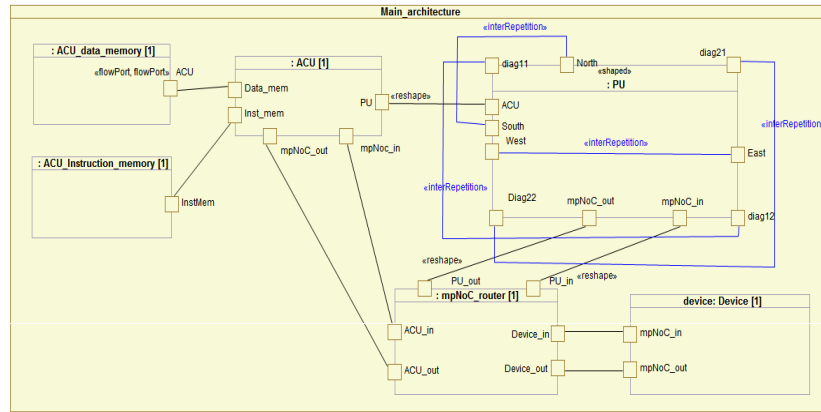 Main_architecture
: ACU_data_memory [1]
«flowPort, flowPort»
ACU
: ACU [1]
Data_mem
Inst_mem
PU
«reshape»
mpNoC_out
mpNoc_in
: ACU_Instruction_memory [1]
InstMem
«interRepetition»
diag11
North
diag21
«shaped»
: PU
ACU
South
West
«interRepetition»
«interRepetition»
East
«interRepetition»
Diag22
mpNoC_out
mpNoC_in
diag12
«reshape»
«reshape»
PU_out
PU_in
: mpNoC_router [1]
ACU_in
ACU_out
Device_in
Device_out
device: Device [1]
mpNoC_in
mpNoC_out